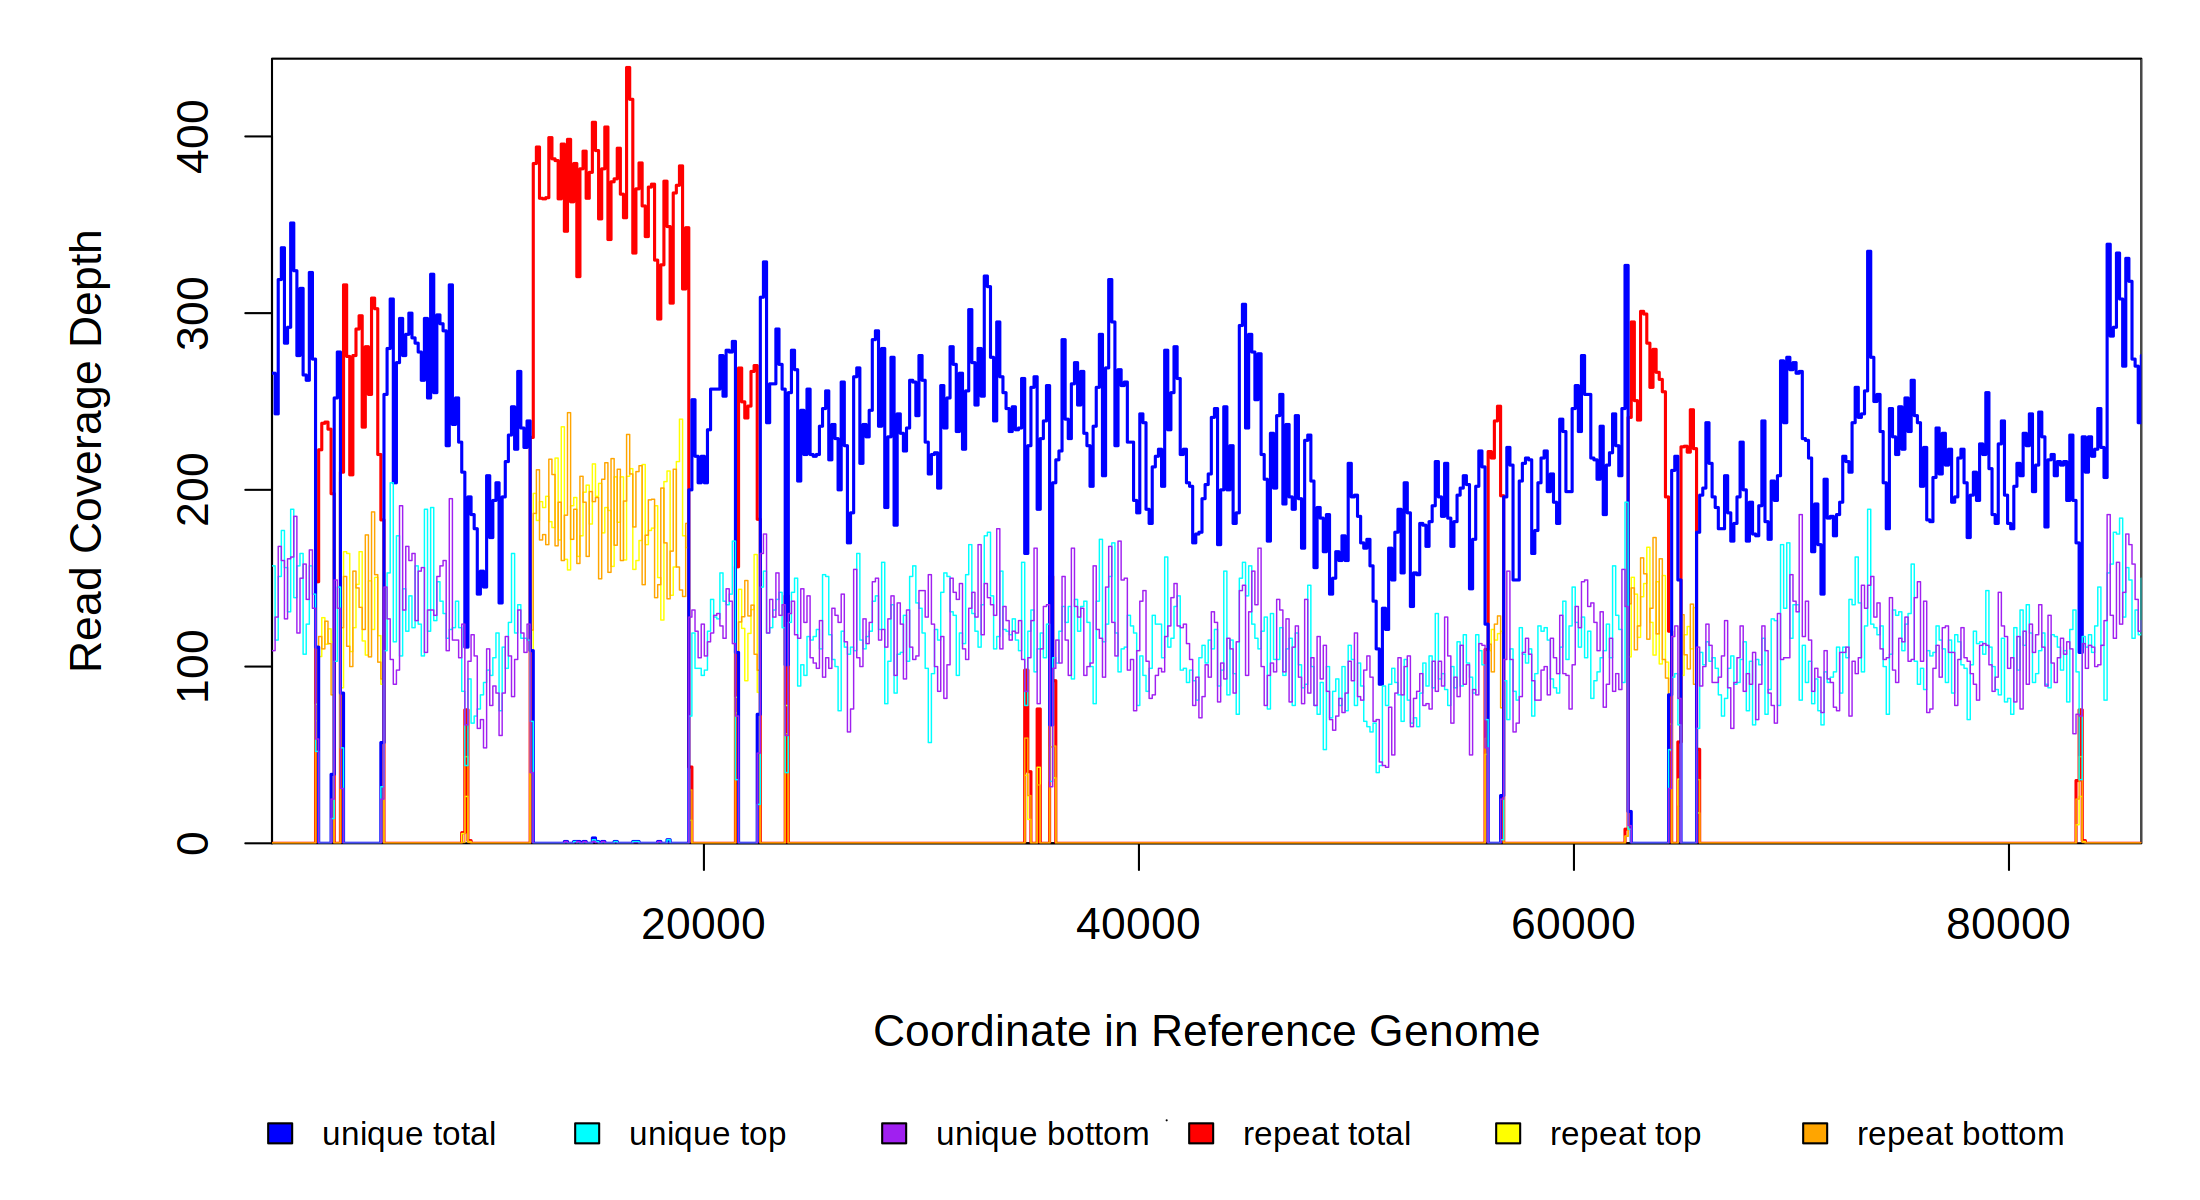 Read Coverage Depth
400
300
200
100
0
20000 40000 60000 80000
Coordinate in Reference Genome
unique total unique top unique bottom repeat total repeat top repeat bottom